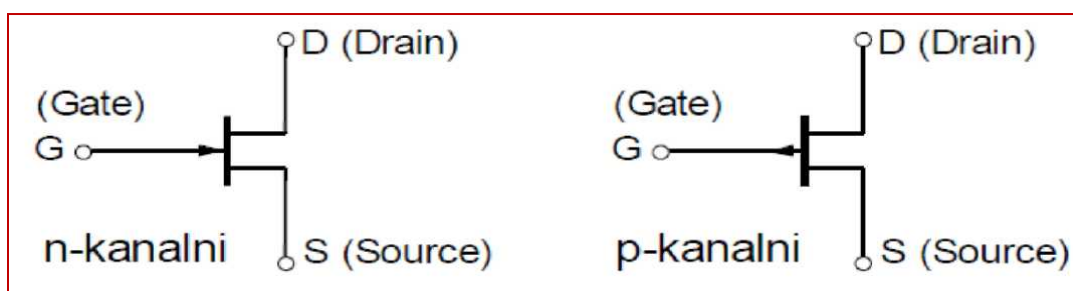 D (Drain)
(Gate)
G
n-kanalni
S (Source)
D (Drain)
(Gate)
G
p-kanalni
S (Source)